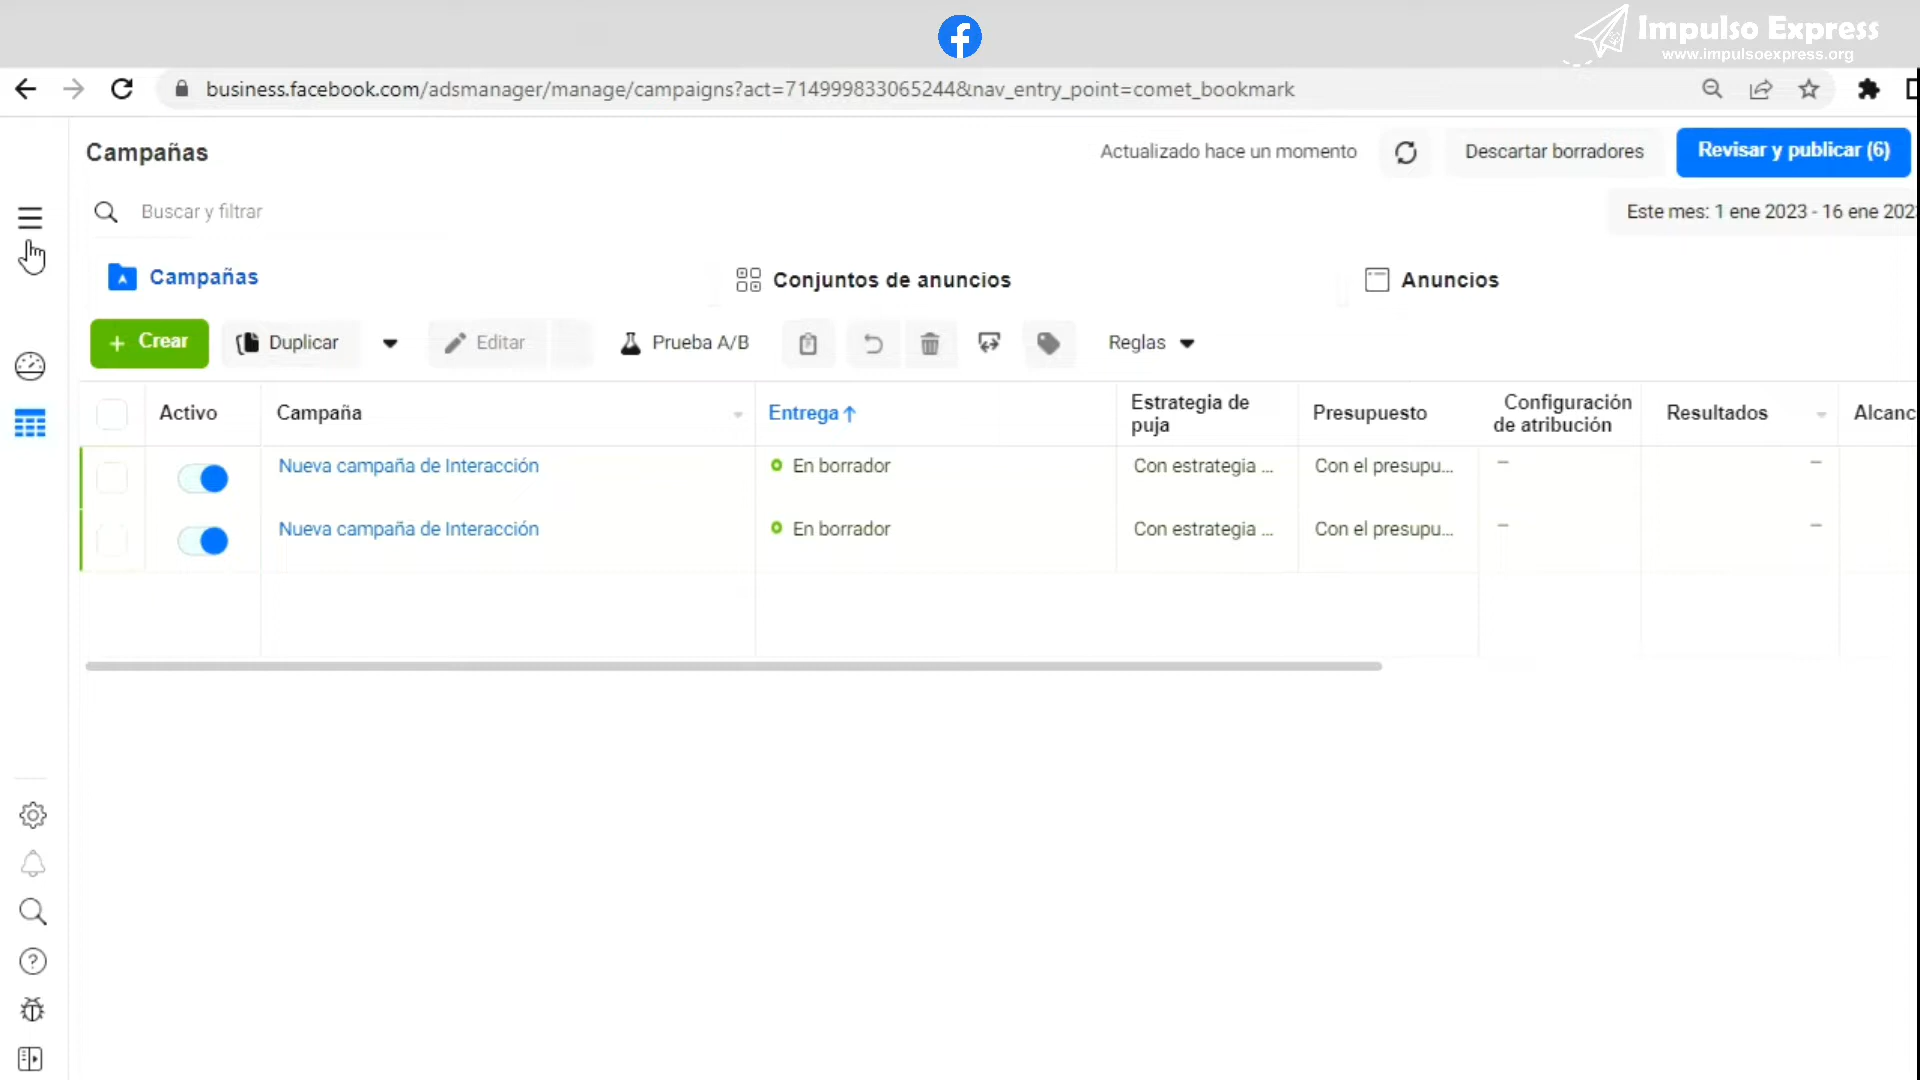 Impulso Express
www.impulsoexpress.org
business.facebook.com/adsmanager/manage/campaigns?act=714999833065244&nav_entry_point=comet_bookmark
Campañas
Actualizado hace un momento
Descartar borradores
Revisar y publicar (6)
Buscar y filtrar
Este mes: 1 ene 2023 - 16 ene 202
Campañas
Conjuntos de anuncios
Anuncios
+ Crear
Duplicar
Editar
Prueba A/B
Reglas
Activo
Campaña
Entrega↑
Estrategia de
puja
Presupuesto
Configuración
de atribución
Resultados
Alcanc
Nueva campaña de Interacción
En borrador
Con estrategia ...
Con el presupu...
–
–
Nueva campaña de Interacción
En borrador
Con estrategia ...
Con el presupu...
–
–